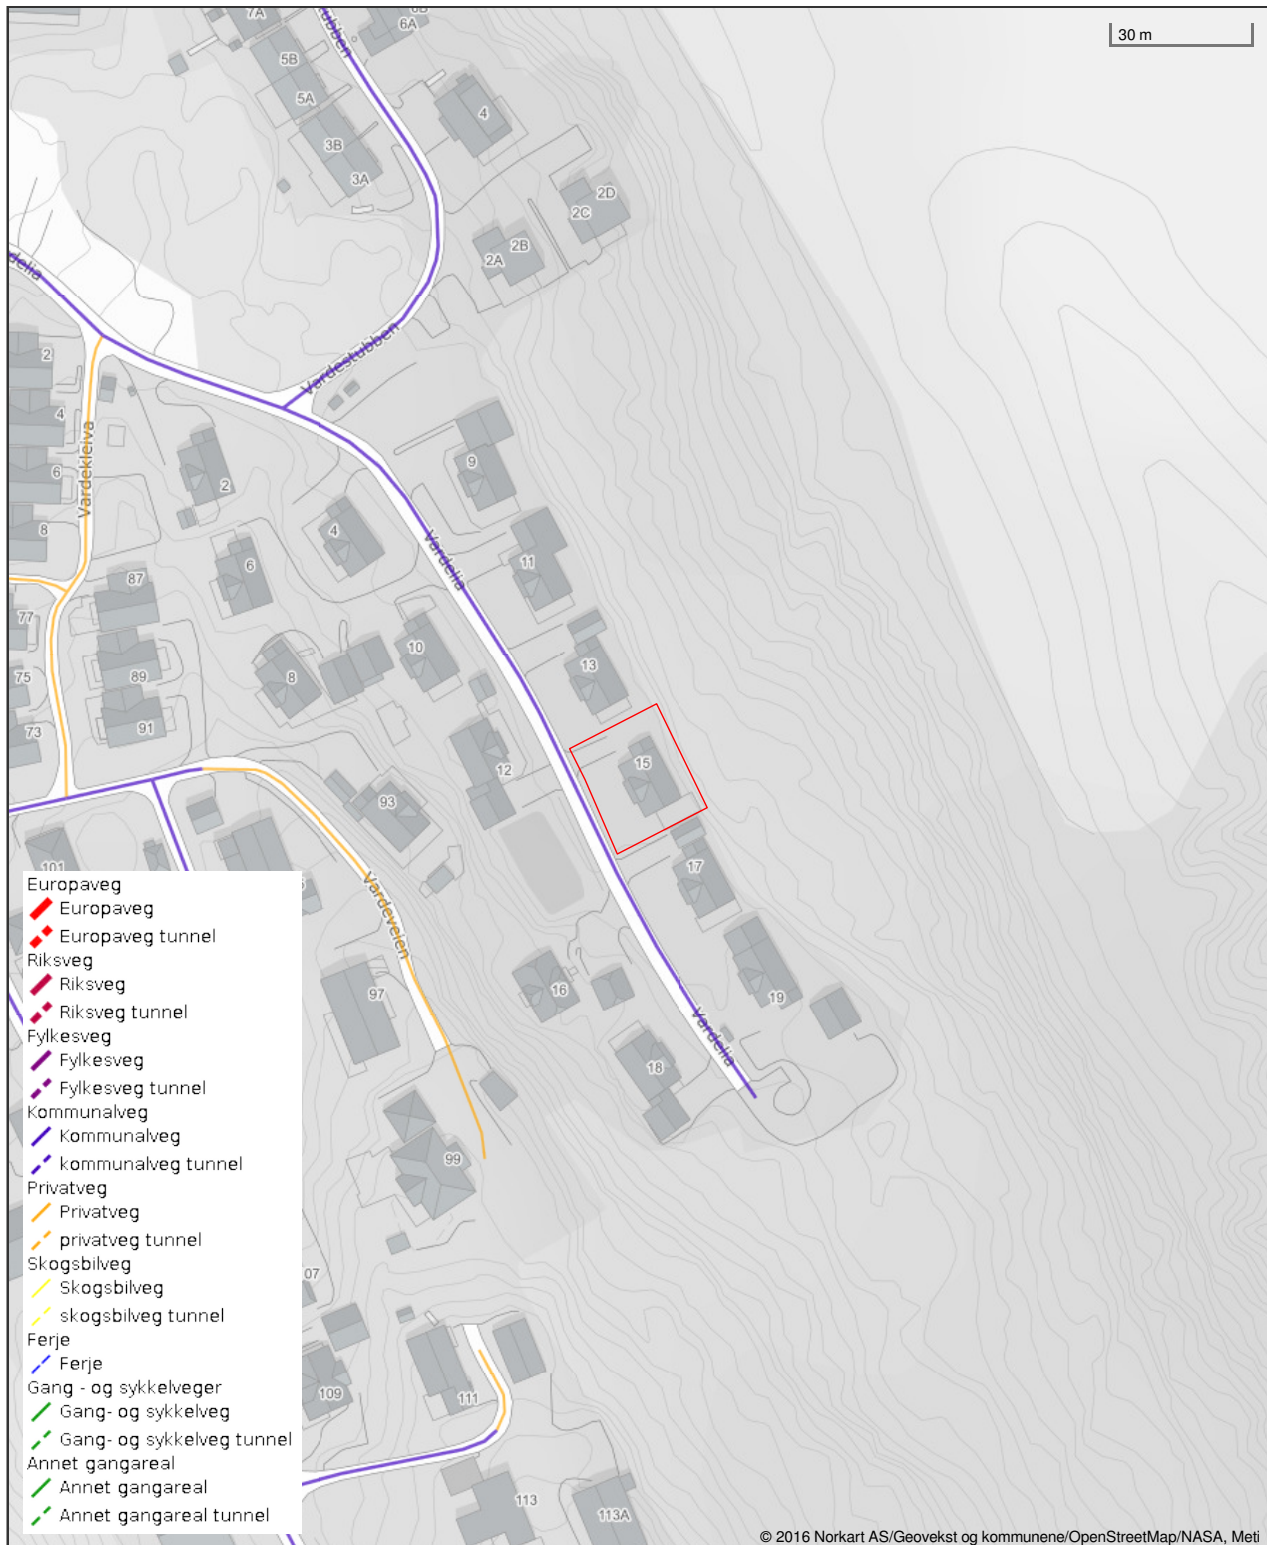 7A
6B
6A
30 m
ubben
5B
5A
4
3B
3A
2D
2C
2B
2A
delia
Vardestubben
2
4
Vardekleiva
6
8
2
4
9
Vardelia
11
6
87
77
10
13
89
8
75
91
73
12
15
93
101
17
Vardeveien
97
16
19
Vardelia
18
99
07
109
111
113
113A
Europaveg
Europaveg
Europaveg tunnel
Riksveg
Riksveg
Riksveg tunnel
Fylkesveg
Fylkesveg
Fylkesveg tunnel
Kommunalveg
Kommunalveg
kommunalveg tunnel
Privatveg
Privatveg
privatveg tunnel
Skogsbilveg
Skogsbilveg
skogsbilveg tunnel
Ferje
Ferje
Gang - og sykkelveger
Gang- og sykkelveg
Gang- og sykkelveg tunnel
Annet gangareal
Annet gangareal
Annet gangareal tunnel
© 2016 Norkart AS/Geovekst og kommunene/OpenStreetMap/NASA, Meti